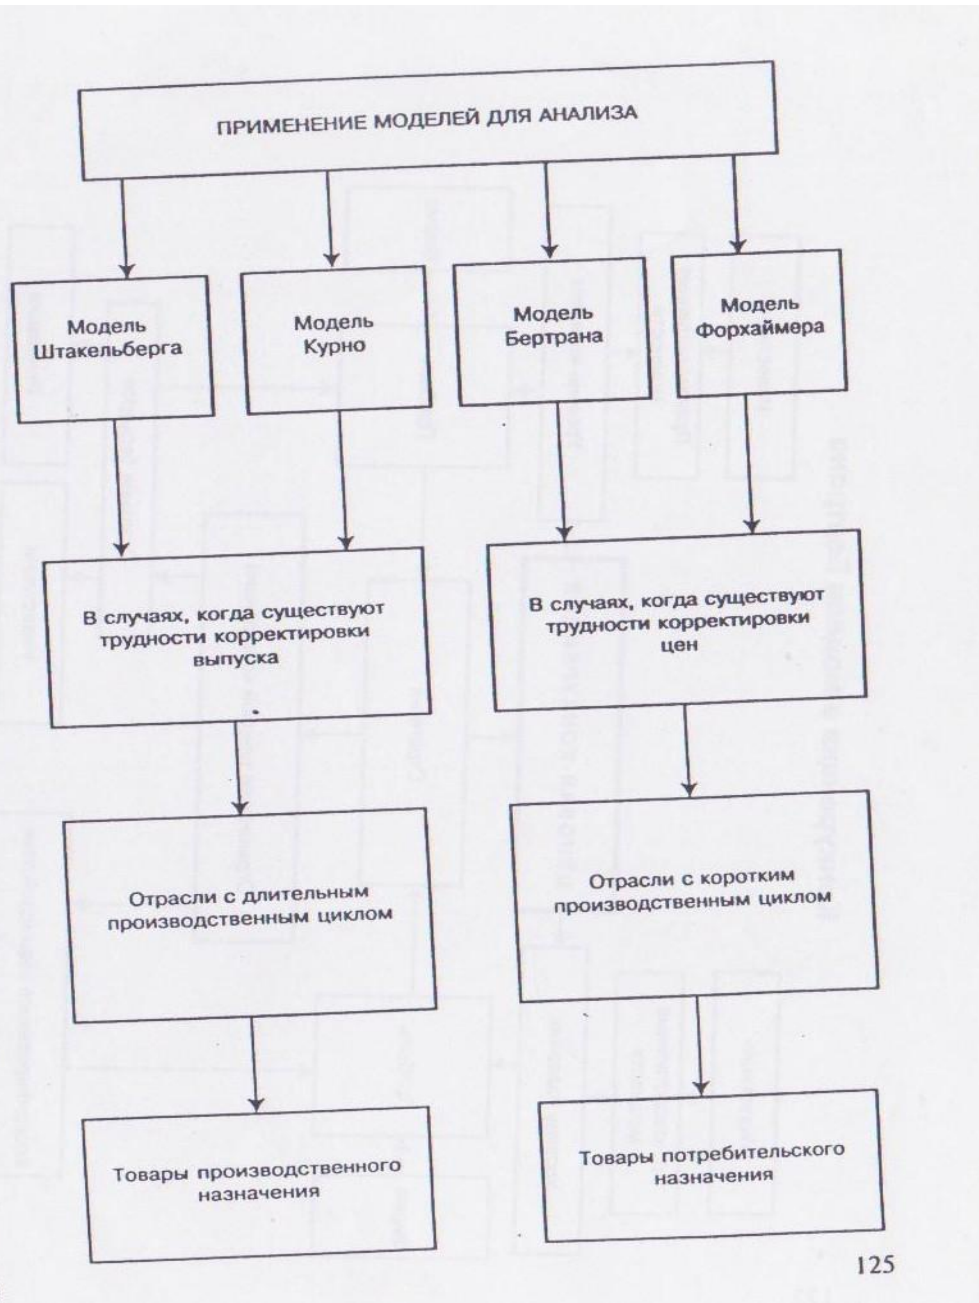 ПРИМЕНЕНИЕ МОДЕЛЕЙ ДЛЯ АНАЛИЗА
Модель
Штакельберга
Модель
Курно
Модель
Бертрана
Модель
Форхаймера
В случаях, когда существуют
трудности корректировки
выпуска
В случаях, когда существуют
трудности корректировки
цен
Отрасли с длительным
производственным циклом
Отрасли с коротким
производственным циклом
Товары производственного
назначения
Товары потребительского
назначения
125